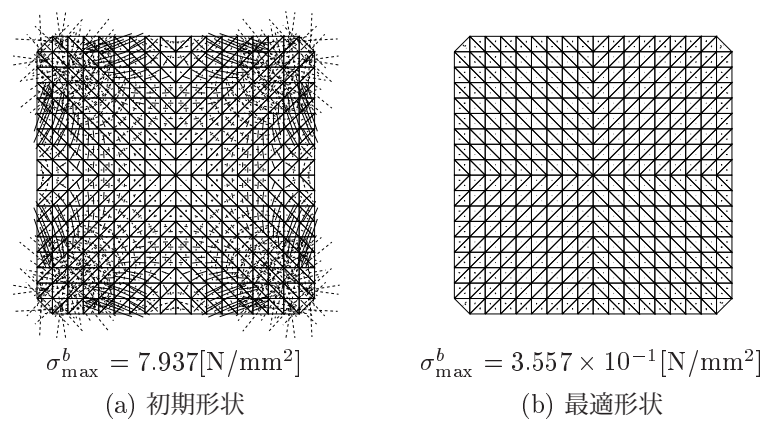 σ^b_max = 7.937[N/mm²]
(a) 初期形状
σ^b_max = 3.557 × 10⁻¹[N/mm²]
(b) 最適形状